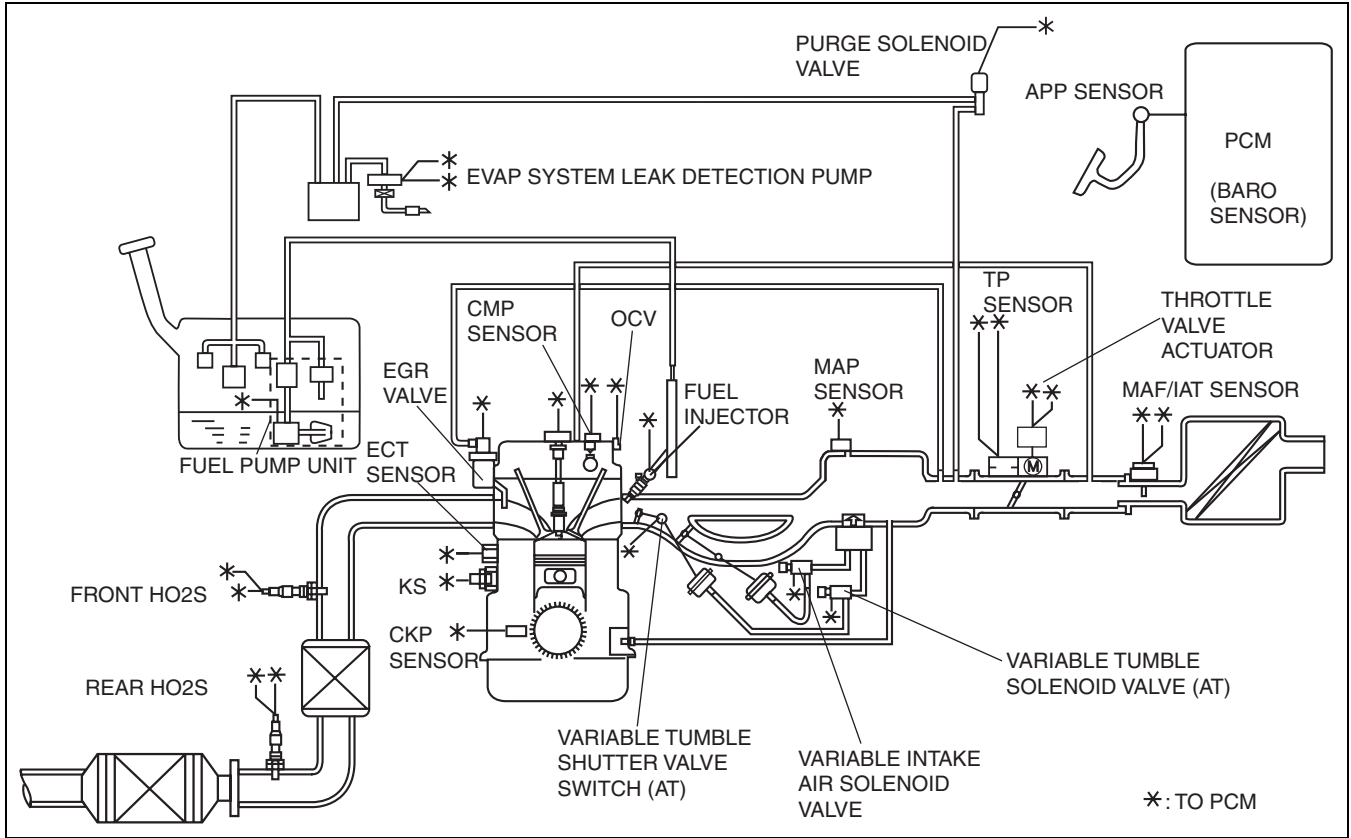 PURGE SOLENOID
VALVE
APP SENSOR
PCM
(BARO
SENSOR)
EVAP SYSTEM LEAK DETECTION PUMP
TP
SENSOR
THROTTLE
VALVE
ACTUATOR
CMP
SENSOR
OCV
MAP
SENSOR
MAF/IAT SENSOR
EGR
VALVE
FUEL
INJECTOR
M
FUEL PUMP UNIT
ECT
SENSOR
FRONT HO2S
KS
CKP
SENSOR
REAR HO2S
VARIABLE TUMBLE
SOLENOID VALVE (AT)
VARIABLE TUMBLE
SHUTTER VALVE
SWITCH (AT)
VARIABLE INTAKE
AIR SOLENOID
VALVE
* : TO PCM